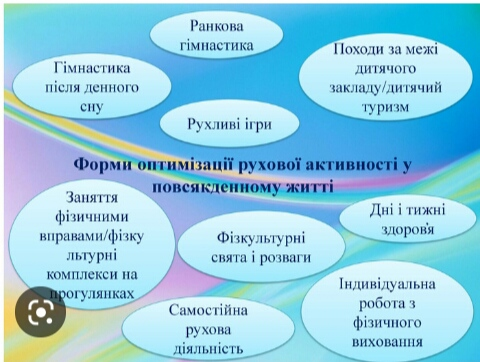 Ранкова
гімнастика
Походи за межі
дитячого
закладу/дитячий
туризм
Гімнастика
після денного
сну
Рухливі ігри
Форми оптимізації рухової активності у
повсякденному житті
Заняття
фізичними
вправами/фізку
льтурні
комплекси на
прогулянках
Фізкультурні
свята і розваги
Дні і тижні
здоров'я
Самостійна
рухова
діяльність
Індивідуальна
робота з
фізичного
виховання